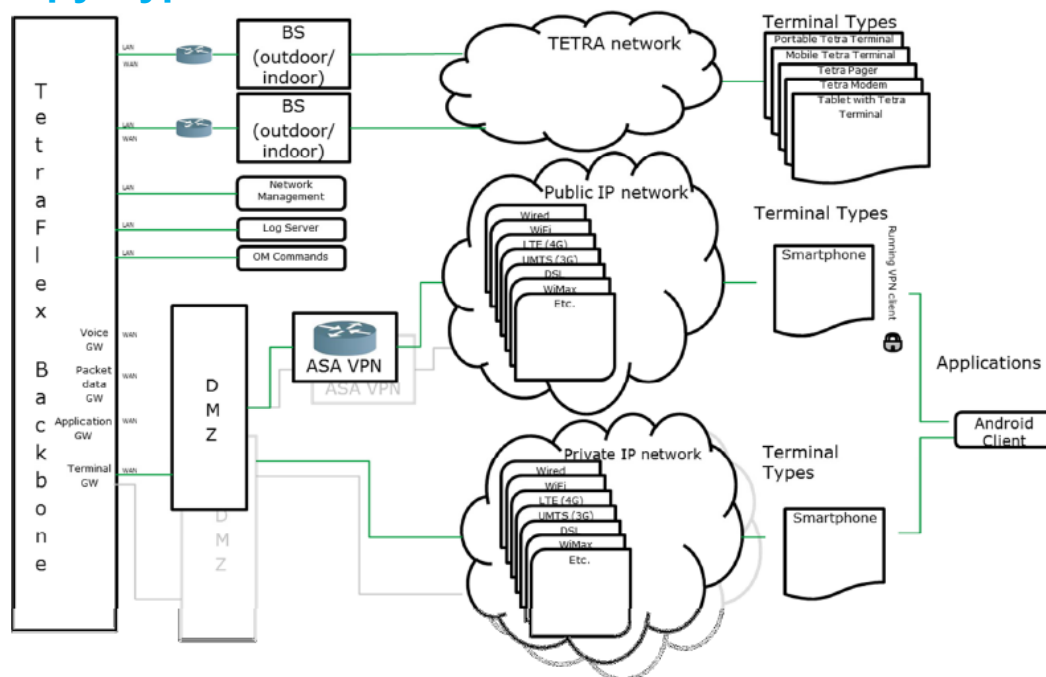 TetraFlex Backbone
LAN
WAN
BS
(outdoor/
indoor)
LAN
WAN
BS
(outdoor/
indoor)
TETRA network
Terminal Types
Portable Tetra Terminal
Mobile Tetra Terminal
Tetra Pager
Tetra Modem
Tablet with Tetra
Terminal
LAN
Network
Management
LAN
Log Server
LAN
OM Commands
Public IP network
Wired
WiFi
LTE (4G)
UMTS (3G)
DSL
WiMax
Etc.
Terminal Types
Smartphone
Running VPN client
Voice
GW
WAN
Packet
data
GW
WAN
Application
GW
WAN
Terminal
GW
WAN
DMZ
DMZ
ASA VPN
ASA VPN
Applications
Android
Client
Private IP network
Wired
WiFi
LTE (4G)
UMTS (3G)
DSL
WiMax
Etc.
Terminal
Types
Smartphone